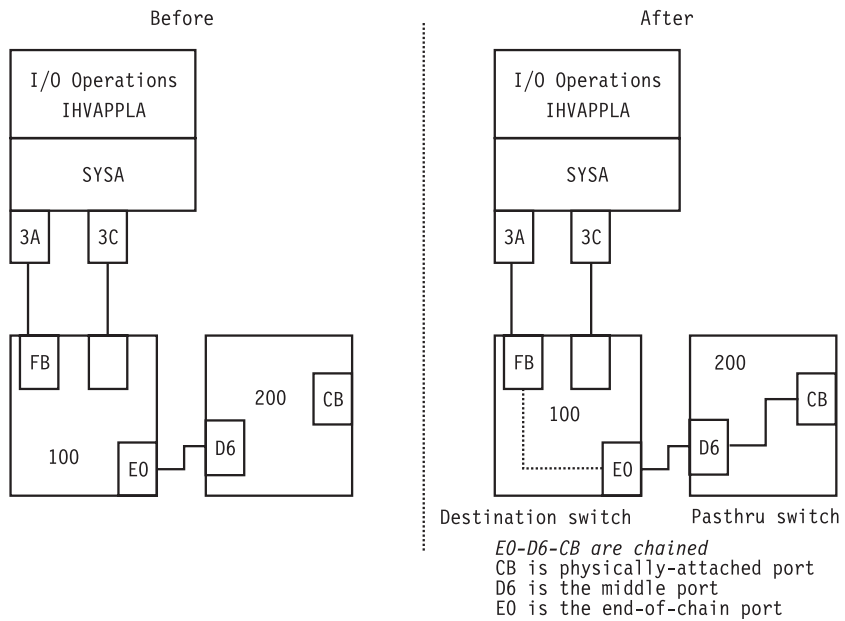 Before
I/O Operations
IHVAPPLA
SYSA
3A
3C
FB
200
CB
D6
100
E0
After
I/O Operations
IHVAPPLA
SYSA
3A
3C
FB
200
100
CB
D6
E0
Destination switch
Pasthru switch
E0-D6-CB are chained
CB is physically-attached port
D6 is the middle port
E0 is the end-of-chain port